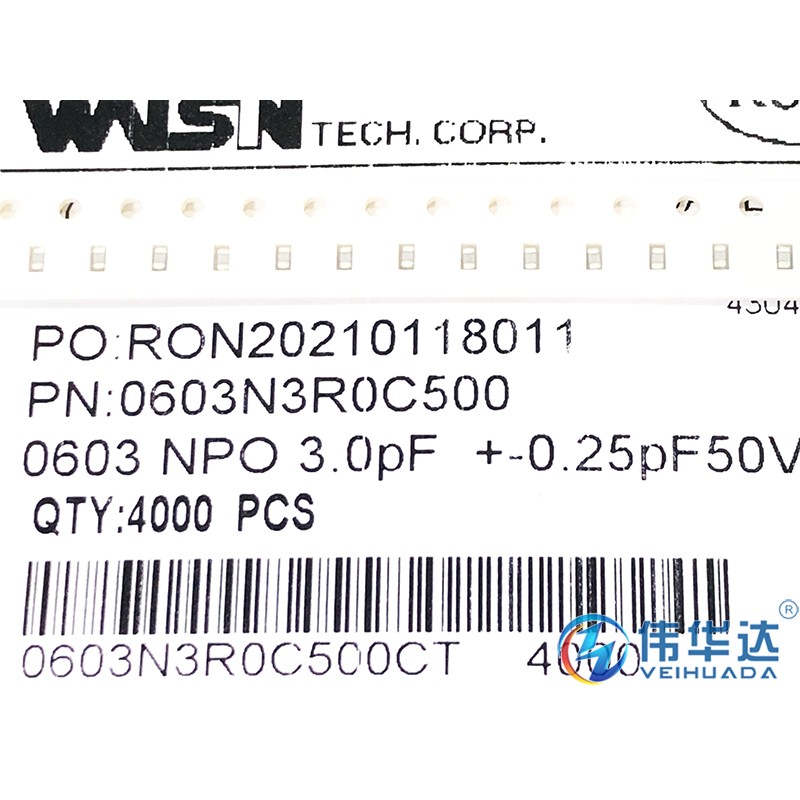 TECH. CORP.
PO:RON20210118011
PN:0603N3R0C500
0603 NPO 3.0pF +-0.25pF50V
QTY:4000 PCS
0603N3R0C500CT 4000
伟华达®
VEIHUADA